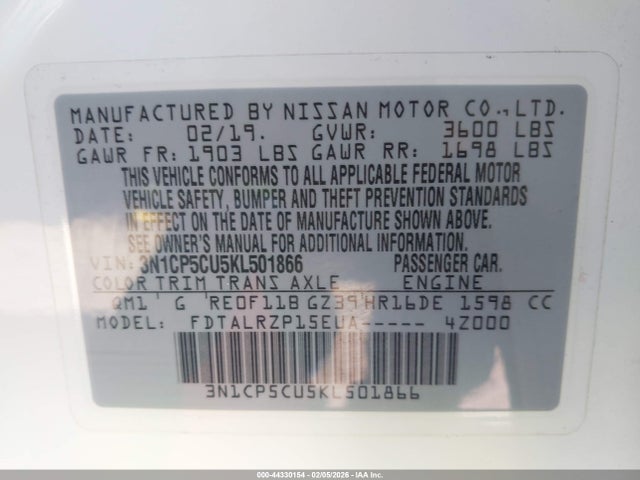 MANUFACTURED BY NISSAN MOTOR CO., LTD.
DATE: 02/19. GVWR: 3600 LBS
GAWR FR: 1903 LBS GAWR RR: 1698 LBS
THIS VEHICLE CONFORMS TO ALL APPLICABLE FEDERAL MOTOR
VEHICLE SAFETY, BUMPER AND THEFT PREVENTION STANDARDS
IN EFFECT ON THE DATE OF MANUFACTURE SHOWN ABOVE.
SEE OWNER'S MANUAL FOR ADDITIONAL INFORMATION.
VIN: 3N1CP5CU5KL501866 PASSENGER CAR.
COLOR TRIM TRANS AXLE ENGINE
QM1 G RE0F11B GZ39 HR16DE 1598 CC
MODEL: FDTALRZP15EUA----- 4Z000
3N1CP5CU5KL501866
000-44330154 - 02/05/2026 - IAA Inc.